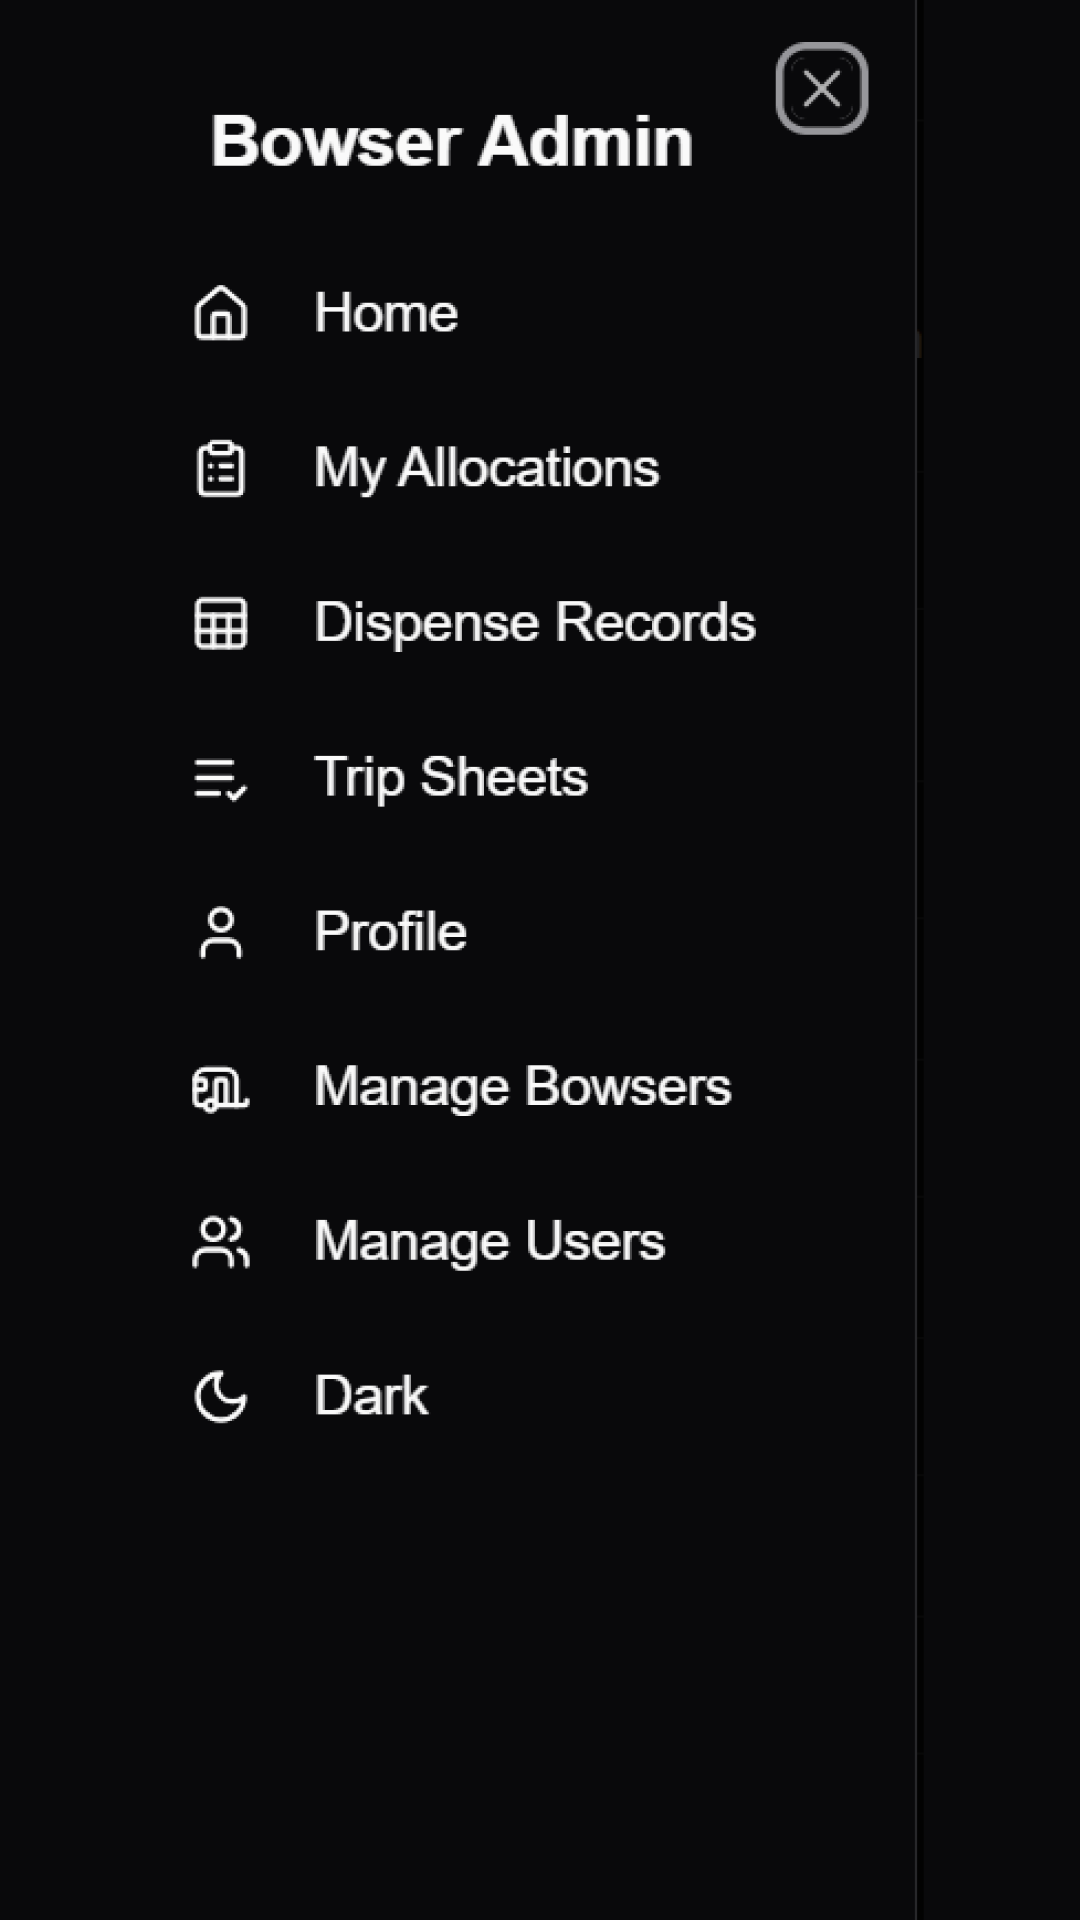 Bowser Admin
Home
My Allocations
Dispense Records
Trip Sheets
Profile
Manage Bowsers
Manage Users
Dark